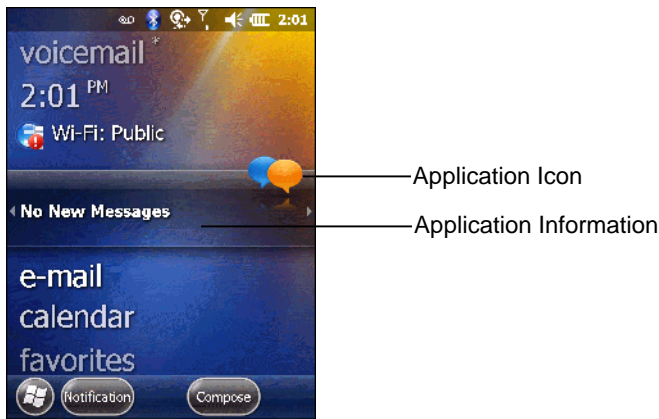 2:01
voicemail *
2:01 PM
Wi-Fi: Public
Application Icon
No New Messages
Application Information
e-mail
calendar
favorites
Notification
Compose